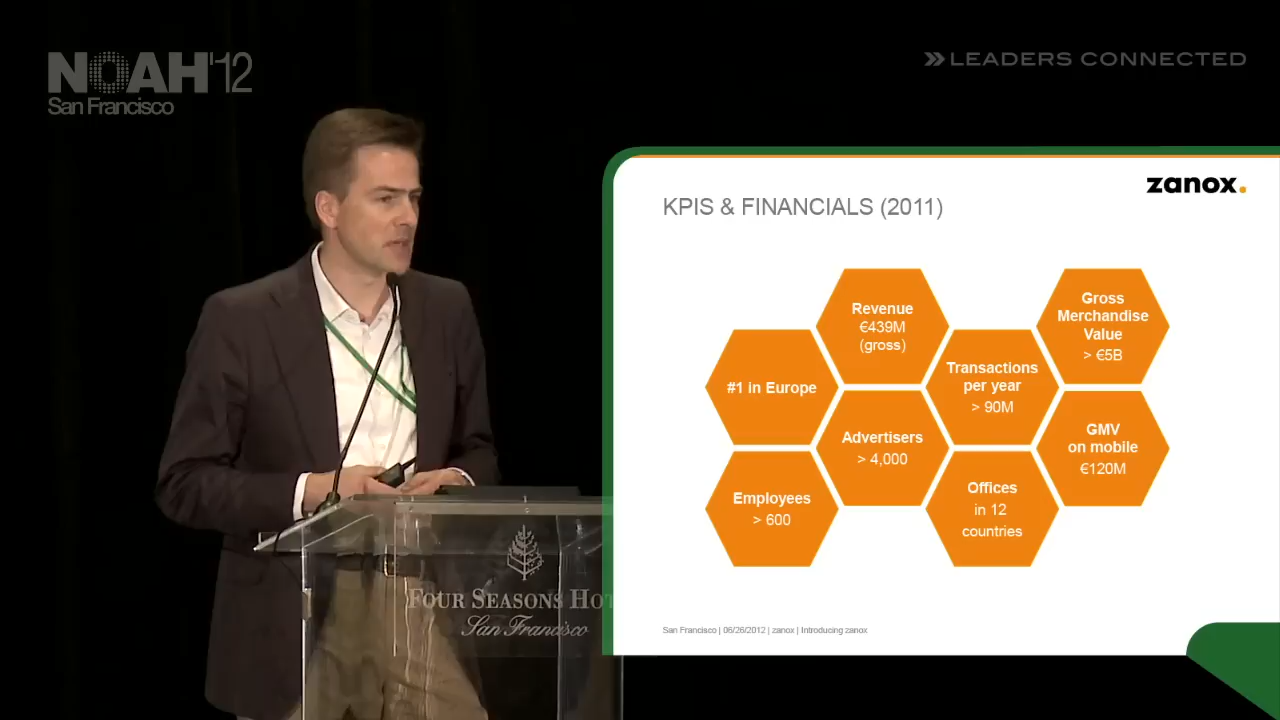 NOAH'12
San Francisco
LEADERS CONNECTED
zanox.
KPIS & FINANCIALS (2011)
#1 in Europe
Revenue
€439M
(gross)
Transactions
per year
> 90M
Gross
Merchandise
Value
> €5B
Employees
> 600
Advertisers
> 4,000
Offices
in 12
countries
GMV
on mobile
€120M
San Francisco | 06/26/2012 | zanox | Introducing zanox
FOUR SEASONS HOT
San Francisco